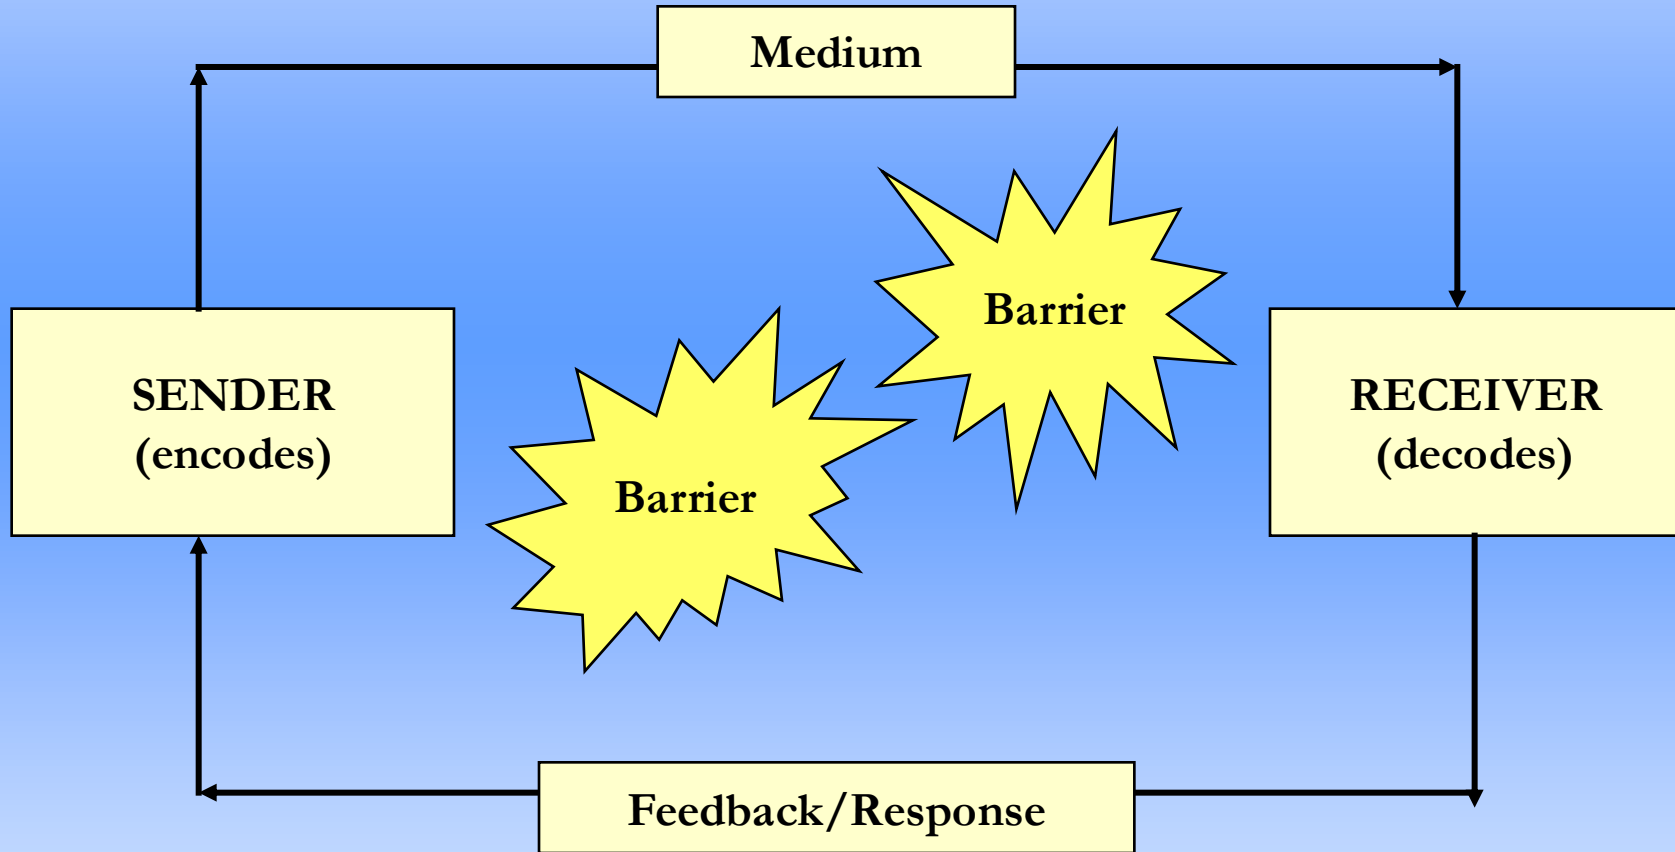 Medium
Barrier
SENDER
(encodes)
RECEIVER
(decodes)
Barrier
Feedback/Response